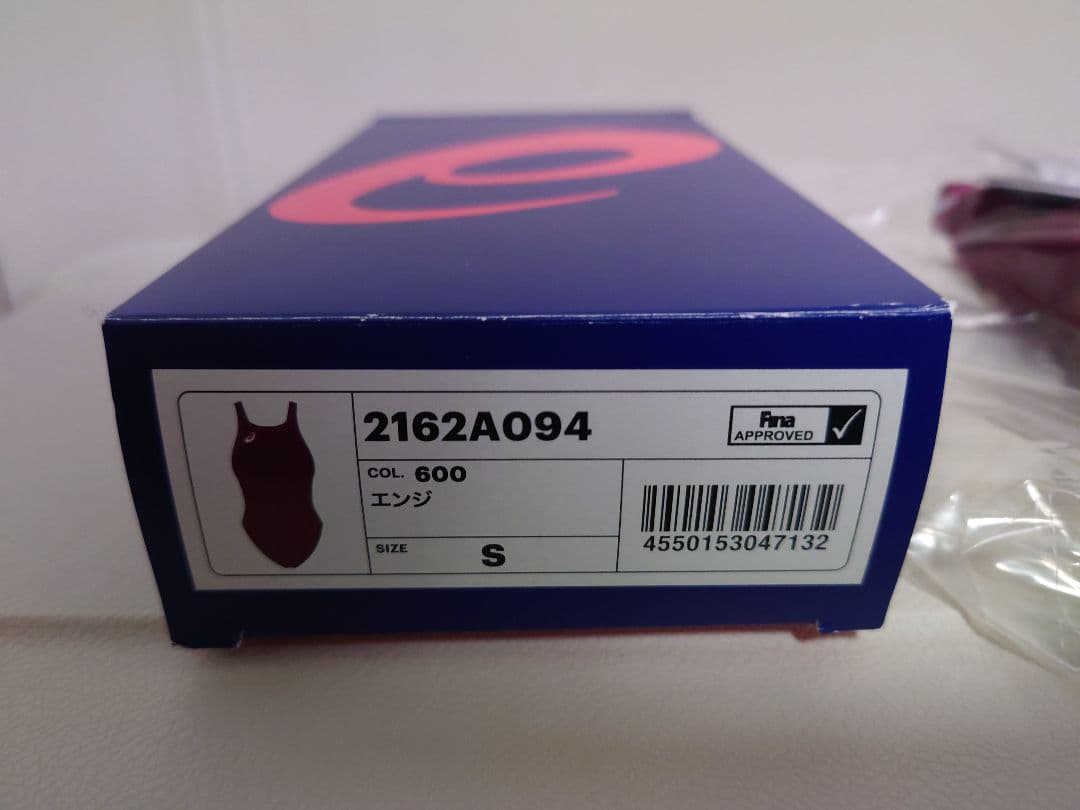 2162A094
Fina
APPROVED
COL. 600
エンジ
4550153047132
SIZE S